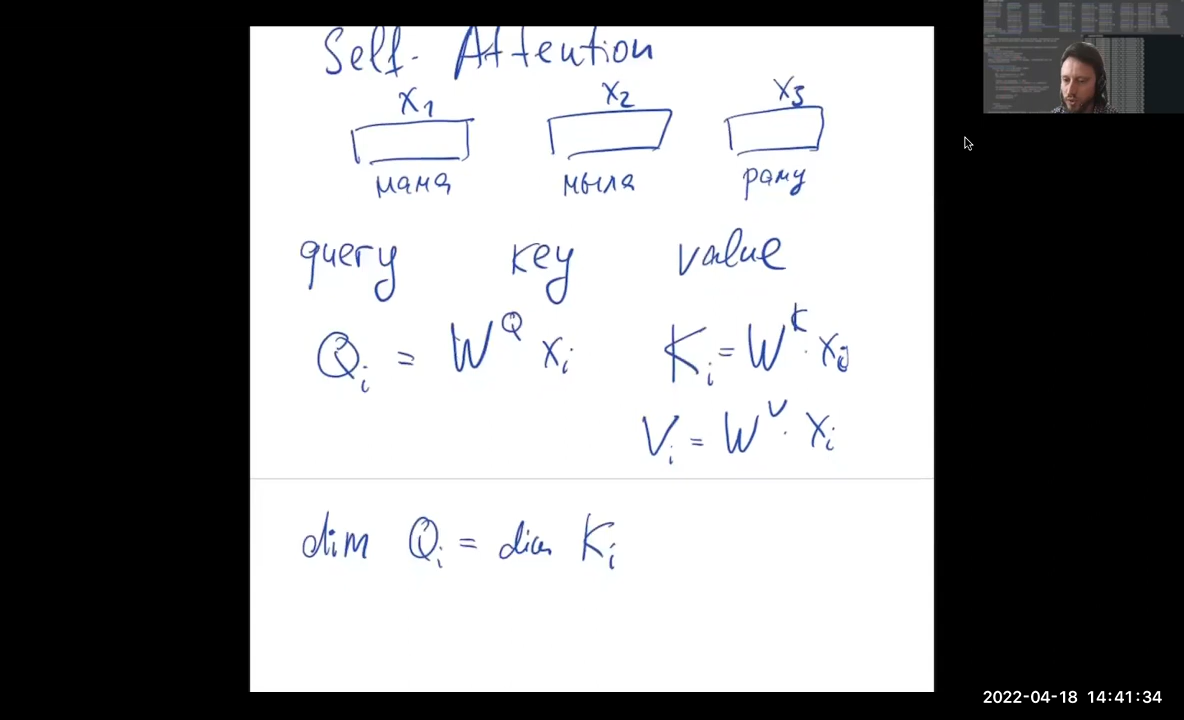 Self-Attention
x₁ x₂ x₃
мама мыла раму
query key value
Qᵢ = W^Q xᵢ Kᵢ = W^K · xᵢ
Vᵢ = W^V · xᵢ
dim Qᵢ = dim Kᵢ
2022-04-18 14:41:34